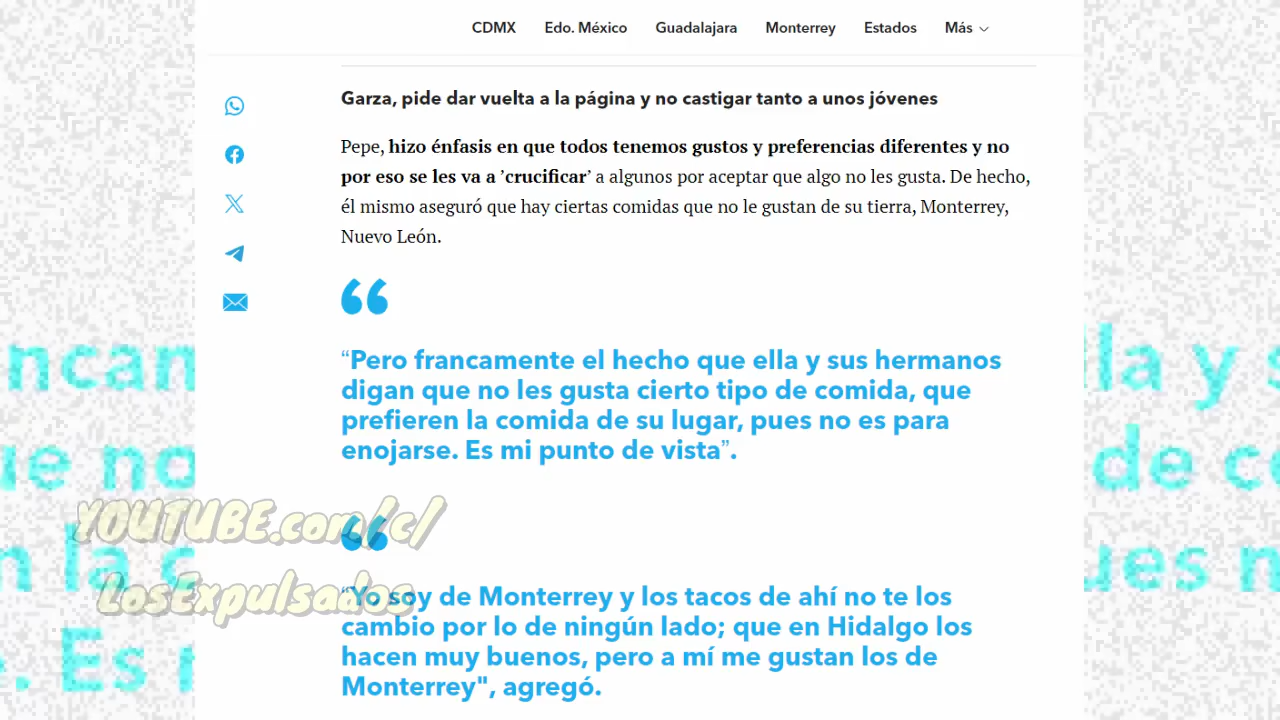 CDMX Edo. México Guadalajara Monterrey Estados Más
Garza, pide dar vuelta a la página y no castigar tanto a unos jóvenes
Pepe, hizo énfasis en que todos tenemos gustos y preferencias diferentes y no
por eso se les va a 'crucificar' a algunos por aceptar que algo no les gusta. De hecho,
él mismo aseguró que hay ciertas comidas que no le gustan de su tierra, Monterrey,
Nuevo León.
“Pero francamente el hecho que ella y sus hermanos
digan que no les gusta cierto tipo de comida, que
prefieren la comida de su lugar, pues no es para
enojarse. Es mi punto de vista”.
YOUTUBE.com/c/
LosExpulsados
“Yo soy de Monterrey y los tacos de ahí no te los
cambio por lo de ningún lado; que en Hidalgo los
hacen muy buenos, pero a mí me gustan los de
Monterrey", agregó.